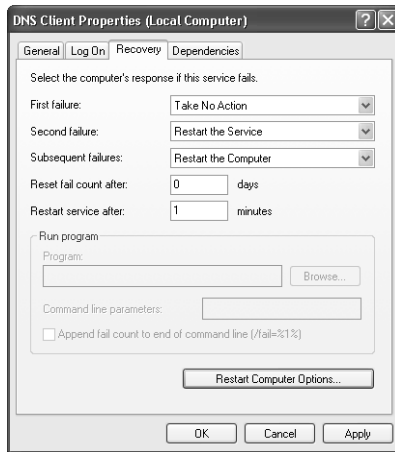 DNS Client Properties (Local Computer)
General Log On Recovery Dependencies
Select the computer's response if this service fails.
First failure: Take No Action
Second failure: Restart the Service
Subsequent failures: Restart the Computer
Reset fail count after: 0 days
Restart service after: 1 minutes
Run program
Program:
Browse...
Command line parameters:
Append fail count to end of command line (/fail=%1%)
Restart Computer Options...
OK Cancel Apply